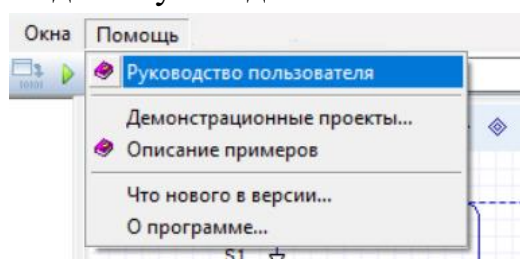 Окна Помощь
Руководство пользователя
Демонстрационные проекты...
Описание примеров
Что нового в версии...
О программе...
S1